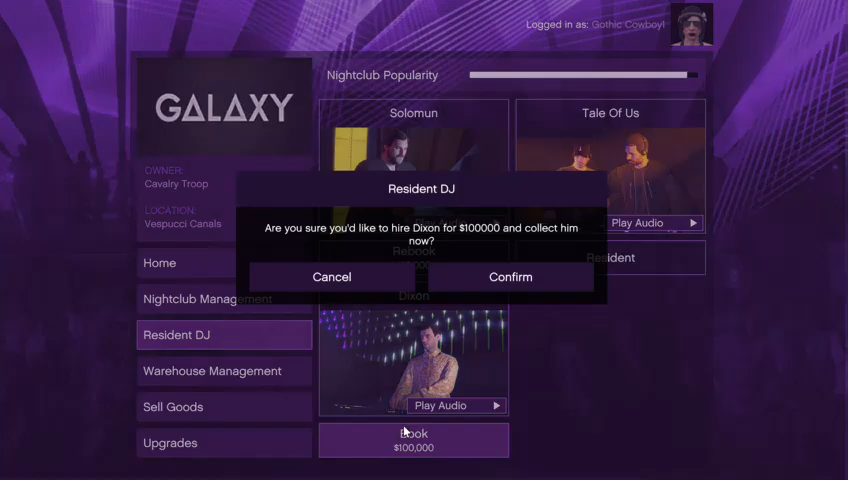 Logged in as: Gothic Cowboyl
Nightclub Popularity
GALAXY
Solomun
Tale Of Us
OWNER:
Cavalry Troop
LOCATION:
Vespucci Canals
Resident DJ
Are you sure you'd like to hire Dixon for $100000 and collect him
now?
Cancel
Confirm
Play Audio
Rebook
Resident
Home
Nightclub Management
Resident DJ
Warehouse Management
Sell Goods
Upgrades
Dixon
Play Audio
Book
$100,000